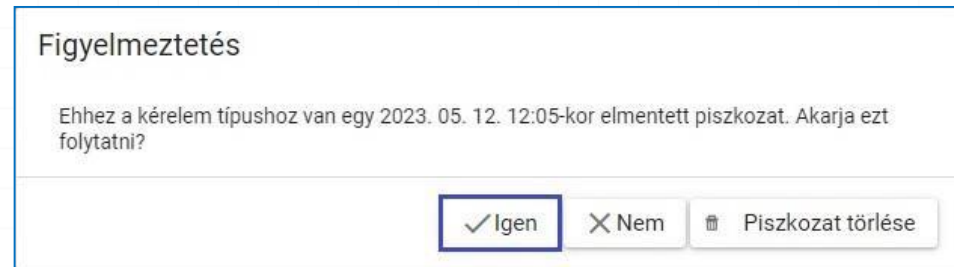 Figyelmeztetés
Ehhez a kérelem típushoz van egy 2023. 05. 12. 12:05-kor elmentett piszkozat. Akarja ezt
folytatni?
Igen Nem Piszkozat törlése